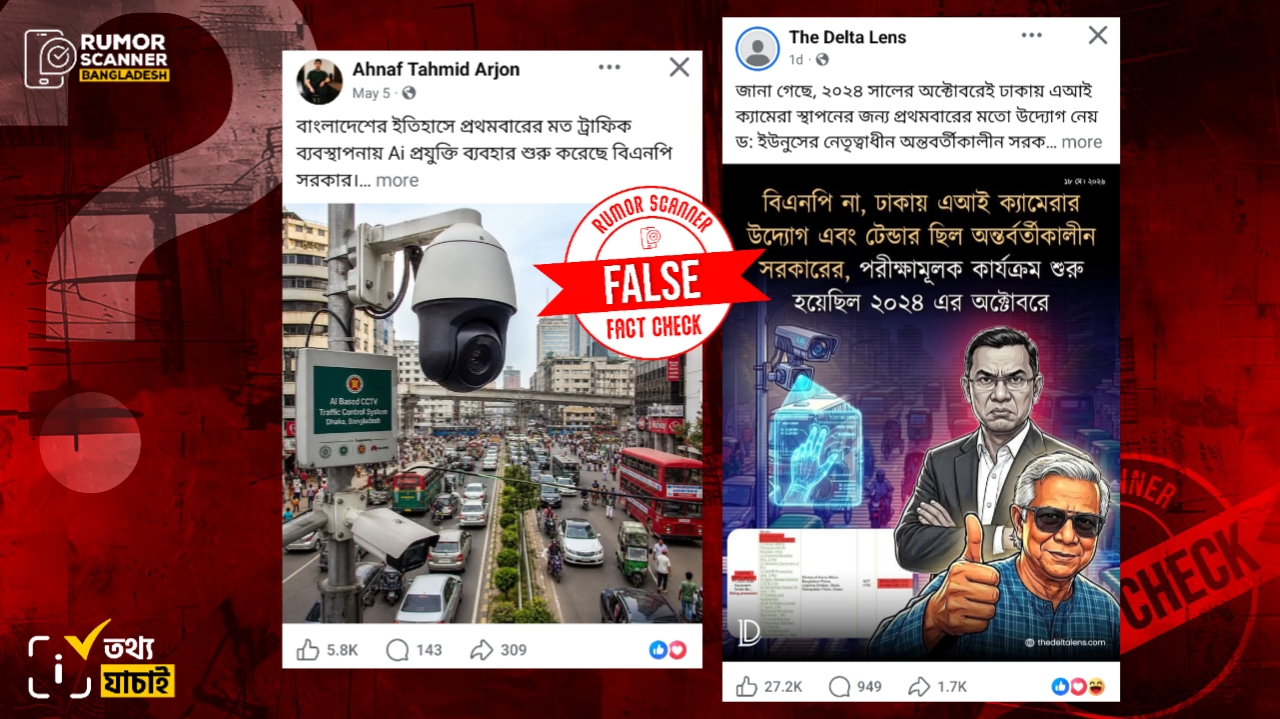 RUMOR
SCANNER
BANGLADESH
Ahnaf Tahmid Arjon
May 5
বাংলাদেশের ইতিহাসে প্রথমবারের মত ট্রাফিক
ব্যবস্থাপনায় Ai প্রযুক্তি ব্যবহার শুরু করেছে বিএনপি
সরকার।... more
AI Based CCTV
Traffic Control System
Dhaka, Bangladesh
5.8K
143
309
RUMOR SCANNER
FALSE
FACT CHECK
The Delta Lens
1d
জানা গেছে, ২০২৪ সালের অক্টোবরেই ঢাকায় এআই
ক্যামেরা স্থাপনের জন্য প্রথমবারের মতো উদ্যোগ নেয়
ড: ইউনুসের নেতৃত্বাধীন অন্তর্বর্তীকালীন সরক... more
১৮ মে। ২০২৬
বিএনপি না, ঢাকায় এআই ক্যামেরার
উদ্যোগ এবং টেন্ডার ছিল অন্তর্বর্তীকালীন
সরকারের, পরীক্ষামূলক কার্যক্রম শুরু
হয়েছিল ২০২৪ এর অক্টোবরে
thedeltalens.com
27.2K
949
1.7K
CHECK
তথ্য
যাচাই